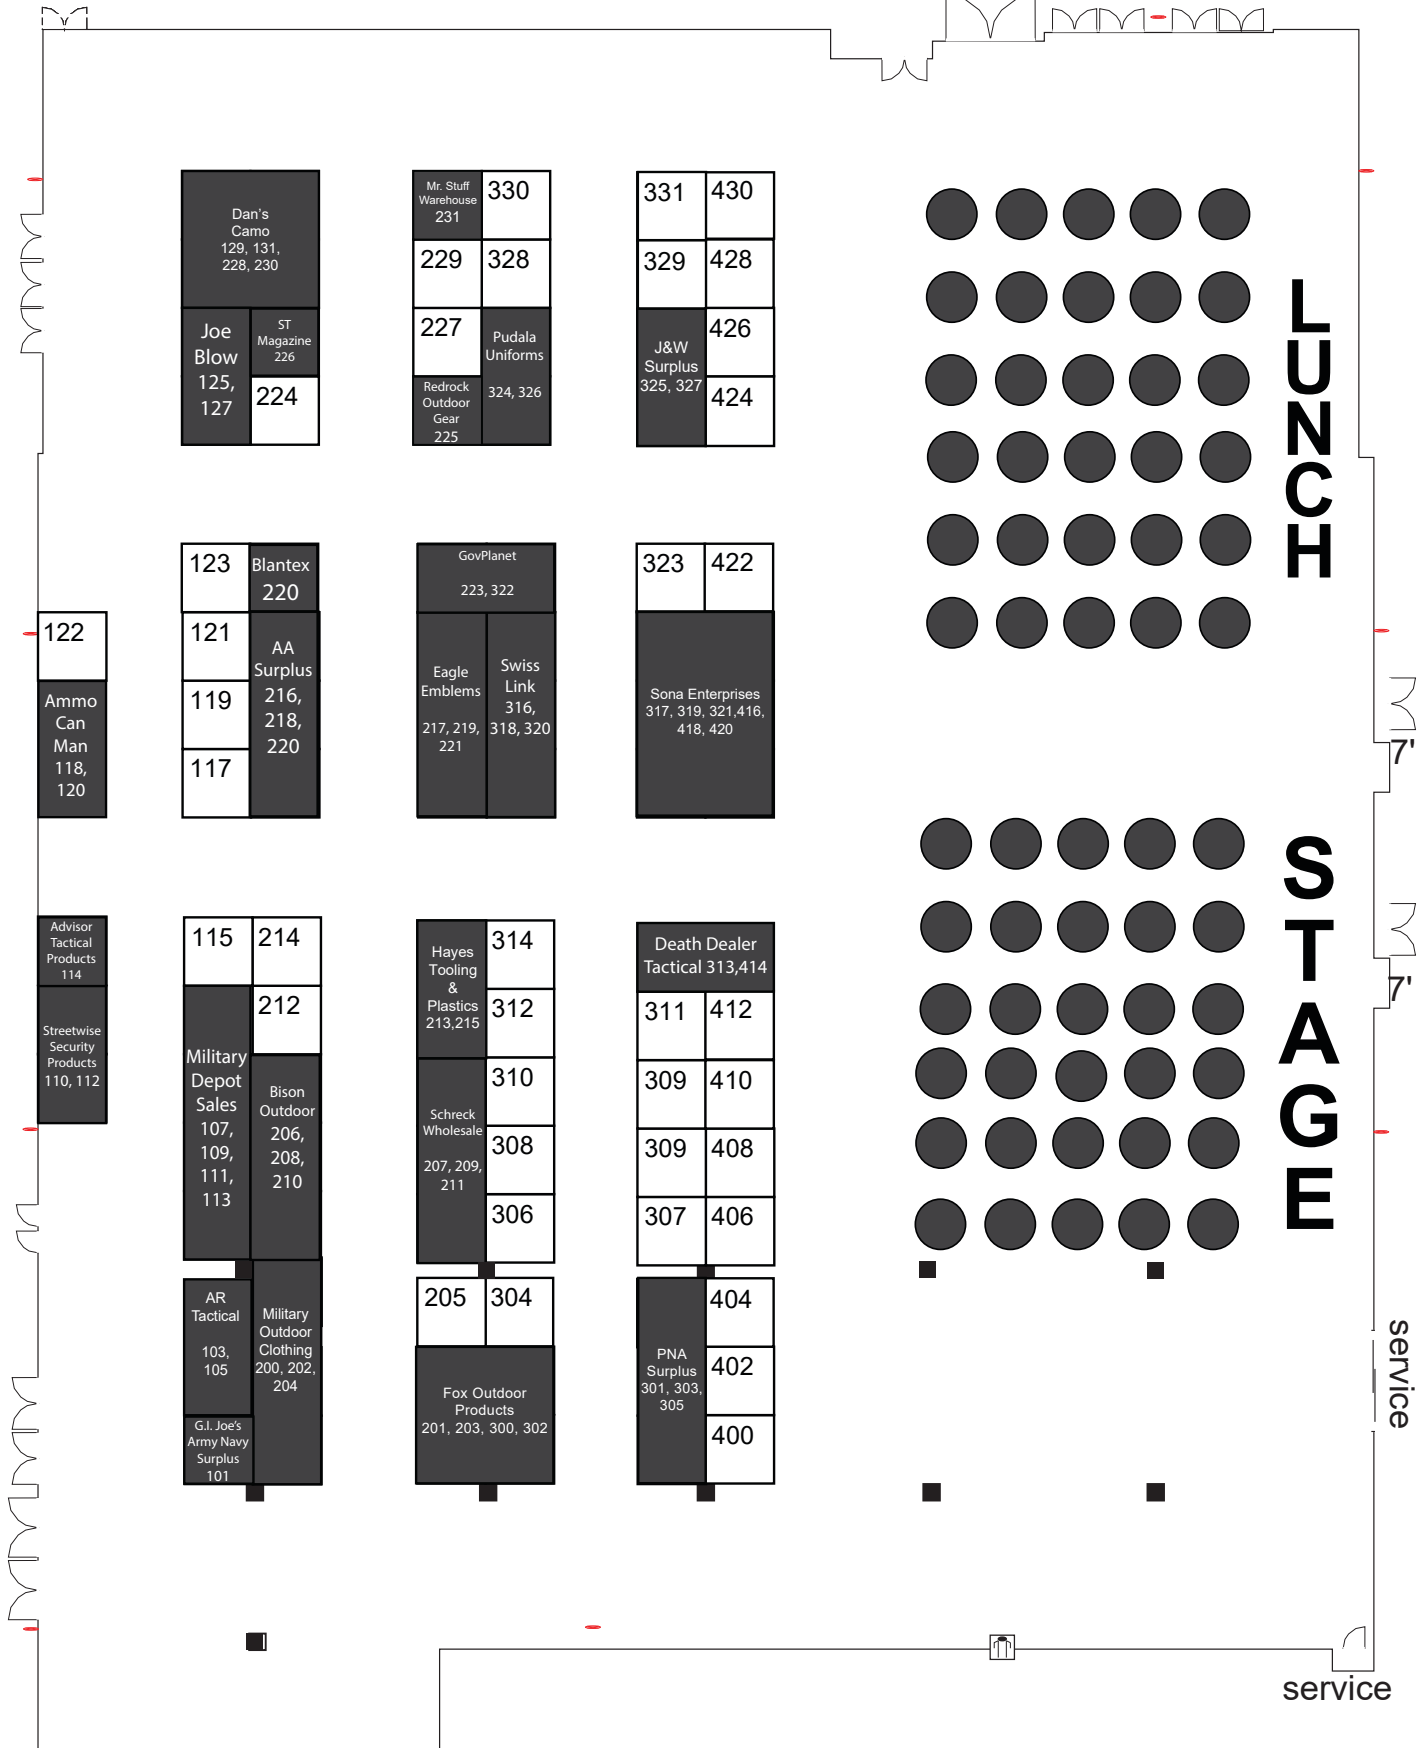 Dan's
Camo
129, 131,
228, 230
Joe
Blow
125,
127
ST
Magazine
226
224
Mr. Stuff
Warehouse
231
330
229
328
227
Pudala
Uniforms
324, 326
Redrock
Outdoor
Gear
225
331
430
329
428
J&W
Surplus
325, 327
426
424
LUNCH
123
Blantex
220
121
AA
Surplus
216,
218,
220
119
117
122
Ammo
Can
Man
118,
120
GovPlanet
223, 322
Eagle
Emblems
217, 219,
221
Swiss
Link
316,
318, 320
323
422
Sona Enterprises
317, 319, 321,416,
418, 420
7'
STAGE
7'
Advisor
Tactical
Products
114
Streetwise
Security
Products
110, 112
115
214
212
Military
Depot
Sales
107,
109,
111,
113
Bison
Outdoor
206,
208,
210
AR
Tactical
103,
105
Military
Outdoor
Clothing
200, 202,
204
G.I. Joe's
Army Navy
Surplus
101
Hayes
Tooling
&
Plastics
213,215
314
312
Schreck
Wholesale
207, 209,
211
310
308
306
205
304
Fox Outdoor
Products
201, 203, 300, 302
Death Dealer
Tactical 313,414
311
412
309
410
309
408
307
406
PNA
Surplus
301, 303,
305
404
402
400
service
service